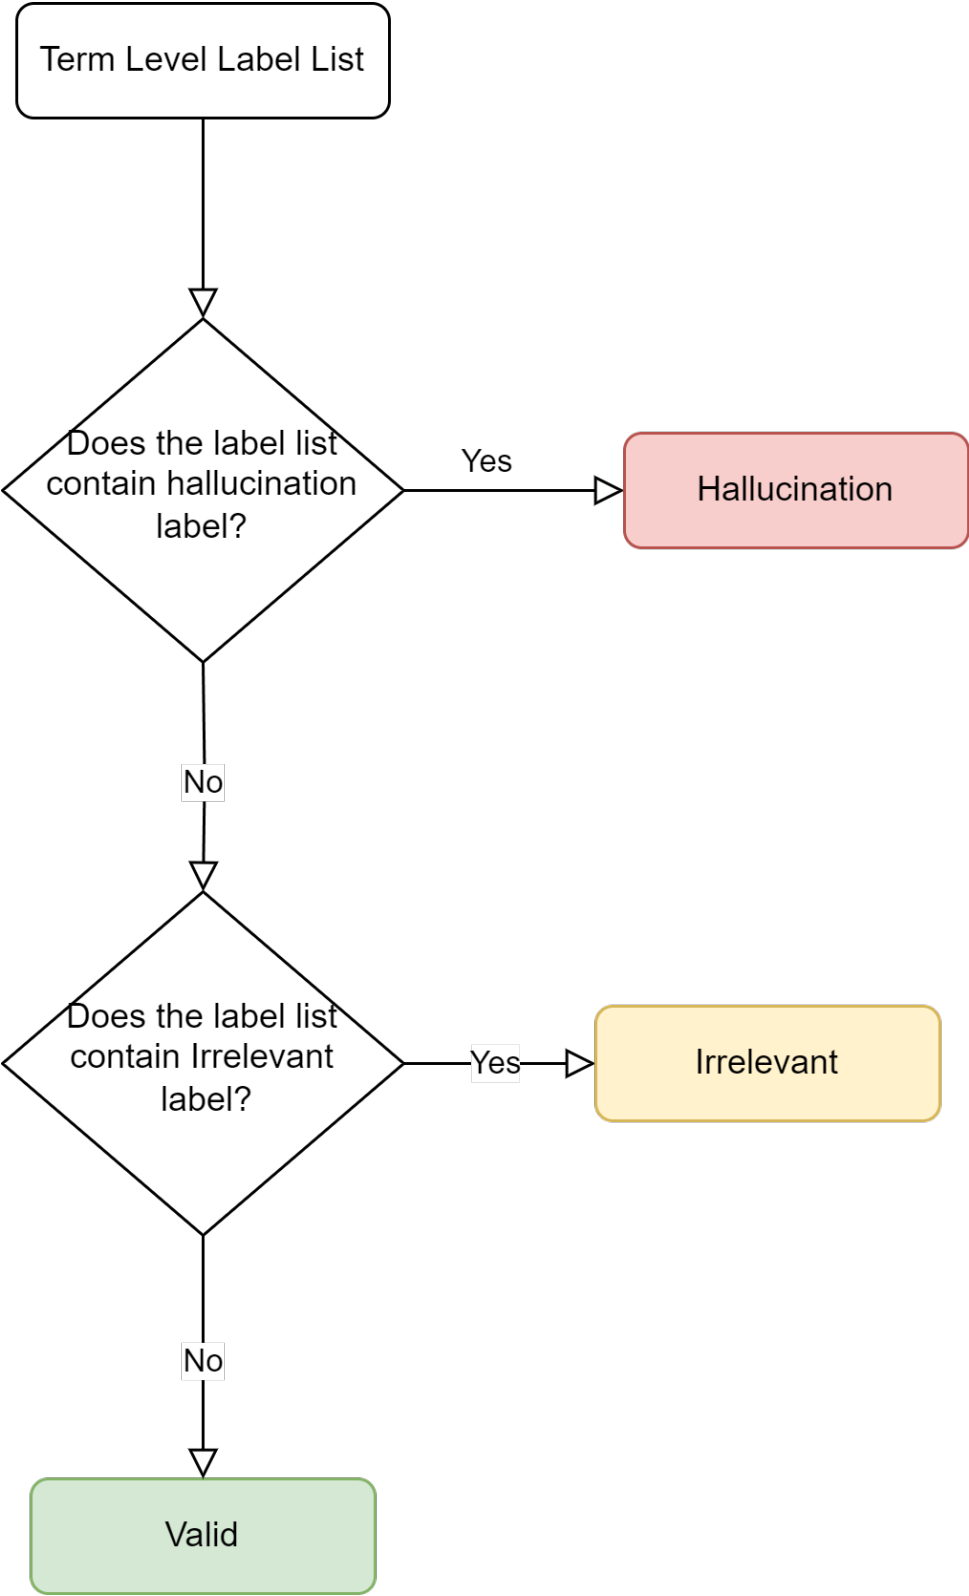 Term Level Label List
Does the label list
contain hallucination
label?
Yes
Hallucination
No
Does the label list
contain Irrelevant
label?
Yes
Irrelevant
No
Valid